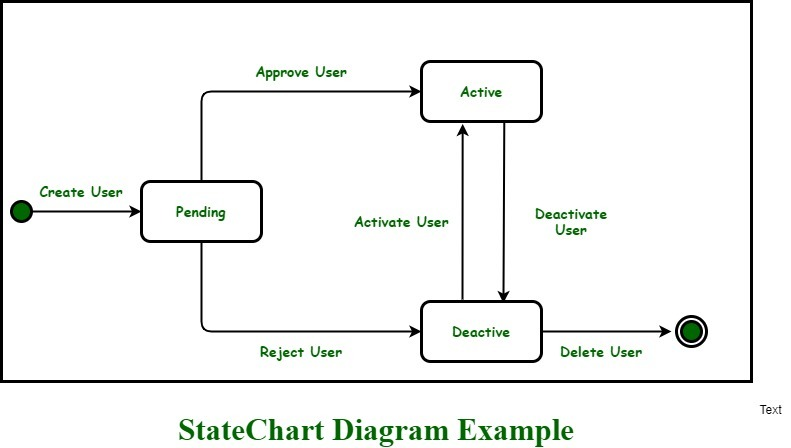 Approve User
Active
Create User
Pending
Activate User
Deactivate
User
Deactive
Reject User
Delete User
Text
StateChart Diagram Example